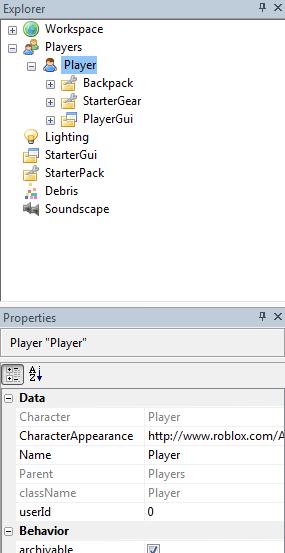 Explorer
Workspace
Players
Player
Backpack
StarterGear
PlayerGui
Lighting
StarterGui
StarterPack
Debris
Soundscape
Properties
Player "Player"
Data
Character Player
CharacterAppearance http://www.roblox.com/A
Name Player
Parent Players
className Player
userId 0
Behavior
archivable